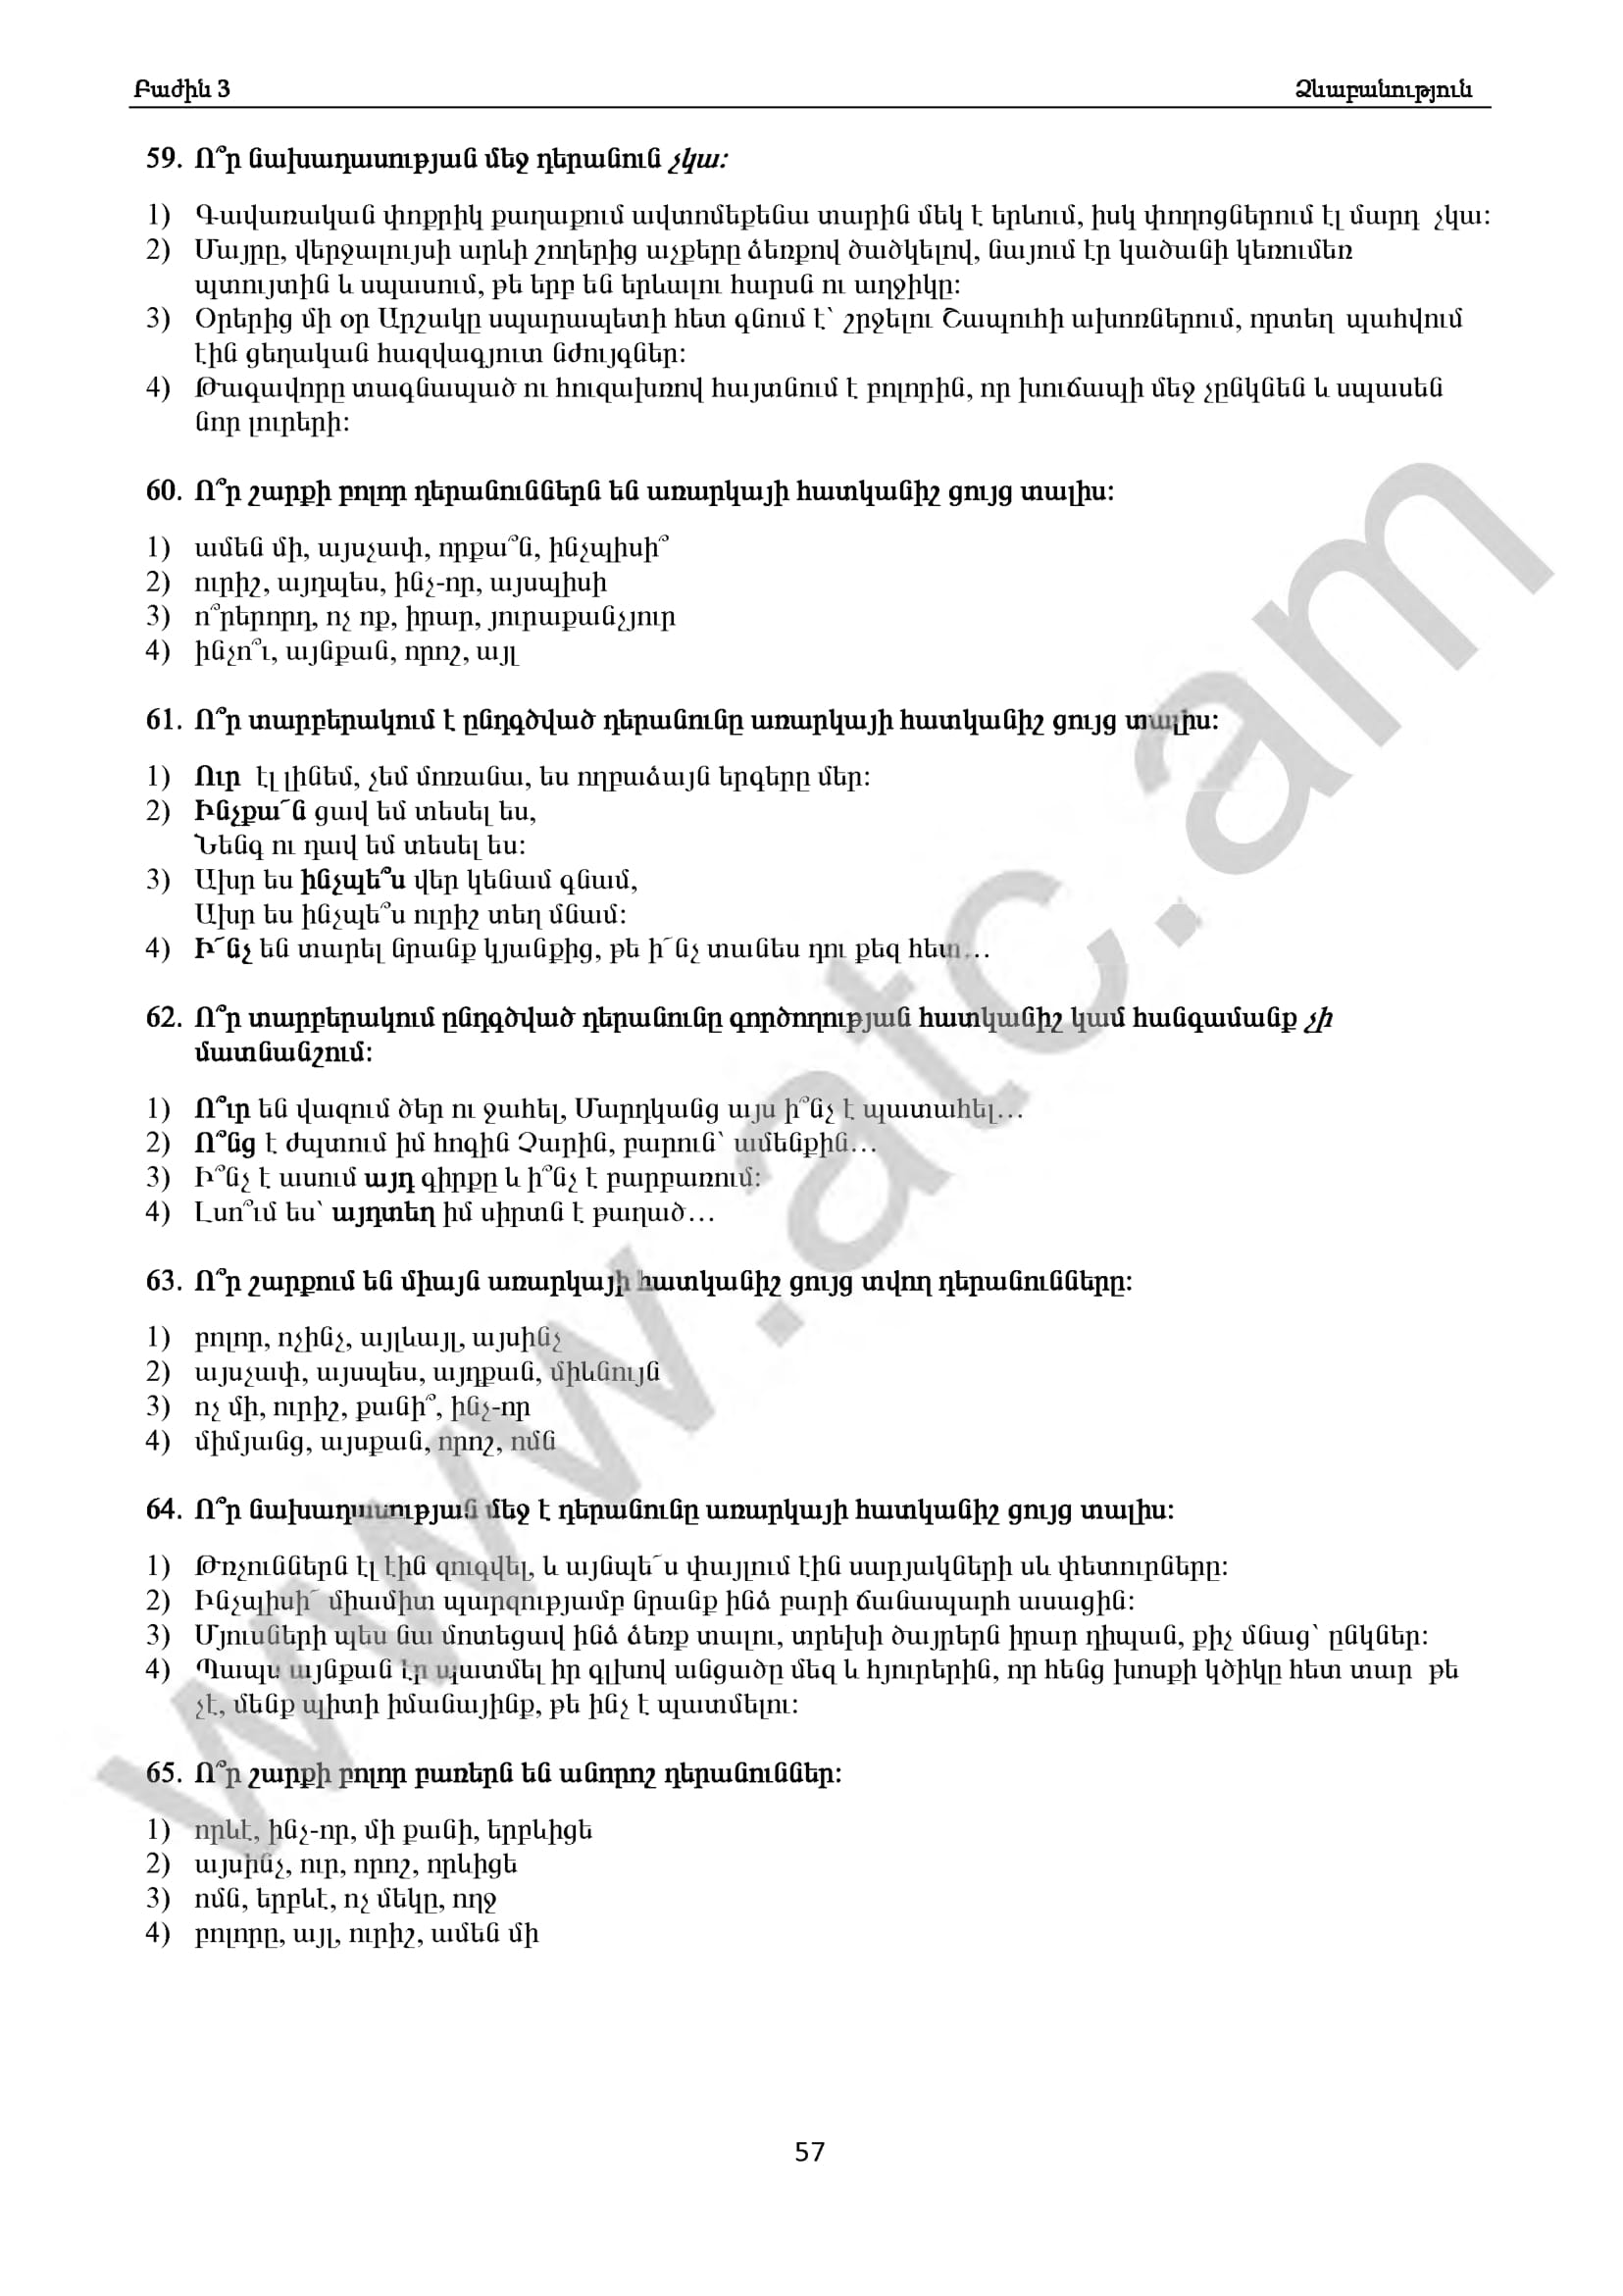 Բաժին 3 Ձևաբանություն
59. Ո՞ր նախադասության մեջ դերանուն չկա:
1) Գավառական փոքրիկ քաղաքում ավտոմեքենա տարին մեկ է երևում, իսկ փողոցներում էլ մարդ չկա:
2) Մայրը, վերջալույսի արևի շողերից աչքերը ձեռքով ծածկելով, նայում էր կածանի կեռումեռ
պտույտին և սպասում, թե երբ են երևալու հարսն ու աղջիկը:
3) Օրերից մի օր Արշակը սպարապետի հետ գնում է՝ շրջելու Շապուհի ախոռներում, որտեղ պահվում
էին ցեղական հազվագյուտ նժույգներ:
4) Թագավորը տագնապած ու հուզախռով հայտնում է բոլորին, որ խուճապի մեջ չընկնեն և սպասեն
նոր լուրերի:
60. Ո՞ր շարքի բոլոր դերանուններն են առարկայի հատկանիշ ցույց տալիս:
1) ամեն մի, այսչափ, որքա՞ն, ինչպիսի՞
2) ուրիշ, այդպես, ինչ-որ, այսպիսի
3) ո՞րերորդ, ոչ ոք, իրար, յուրաքանչյուր
4) ինչո՞ւ, այնքան, որոշ, այլ
61. Ո՞ր տարբերակում է ընդգծված դերանունը առարկայի հատկանիշ ցույց տալիս:
1) Ուր էլ լինեմ, չեմ մոռանա, ես ողբաձայն երգերը մեր:
2) Ինչքա՜ն ցավ եմ տեսել ես,
Նենգ ու դավ եմ տեսել ես:
3) Ախր ես ինչպե՞ս վեր կենամ գնամ,
Ախր ես ինչպե՞ս ուրիշ տեղ մնամ:
4) Ի՜նչ են տարել նրանք կյանքից, թե ի՜նչ տանես դու քեզ հետ…
62. Ո՞ր տարբերակում ընդգծված դերանունը գործողության հատկանիշ կամ հանգամանք չի
մատնանշում:
1) Ո՞ւր են վազում ծեր ու ջահել, Մարդկանց այս ի՞նչ է պատահել…
2) Ո՞նց է ժպտում իմ հոգին Չարին, բարուն՝ ամենքին…
3) Ի՞նչ է ասում այդ գիրքը և ի՞նչ է բարբառում:
4) Լսո՞ւմ ես՝ այդտեղ իմ սիրտն է թաղած…
63. Ո՞ր շարքում են միայն առարկայի հատկանիշ ցույց տվող դերանունները:
1) բոլոր, ոչինչ, այլևայլ, այսինչ
2) այսչափ, այսպես, այդքան, միևնույն
3) ոչ մի, ուրիշ, քանի՞, ինչ-որ
4) միմյանց, այսքան, որոշ, ոմն
64. Ո՞ր նախադասության մեջ է դերանունը առարկայի հատկանիշ ցույց տալիս:
1) Թռչուններն էլ էին զուգվել, և այնպե՜ս փայլում էին սարյակների սև փետուրները:
2) Ինչպիսի՜ միամիտ պարզությամբ նրանք ինձ բարի ճանապարհ ասացին:
3) Մյուսների պես նա մոտեցավ ինձ ձեռք տալու, տրեխի ծայրերն իրար դիպան, քիչ մնաց՝ ընկներ:
4) Պապս այնքան էր պատմել իր գլխով անցածը մեզ և հյուրերին, որ հենց խոսքի կծիկը հետ տար թե
չէ, մենք պիտի իմանայինք, թե ինչ է պատմելու:
65. Ո՞ր շարքի բոլոր բառերն են անորոշ դերանուններ:
1) որևէ, ինչ-որ, մի քանի, երբևիցե
2) այսինչ, ուր, որոշ, որևիցե
3) ոմն, երբևէ, ոչ մեկը, ողջ
4) բոլորը, այլ, ուրիշ, ամեն մի
www.atc.am
57